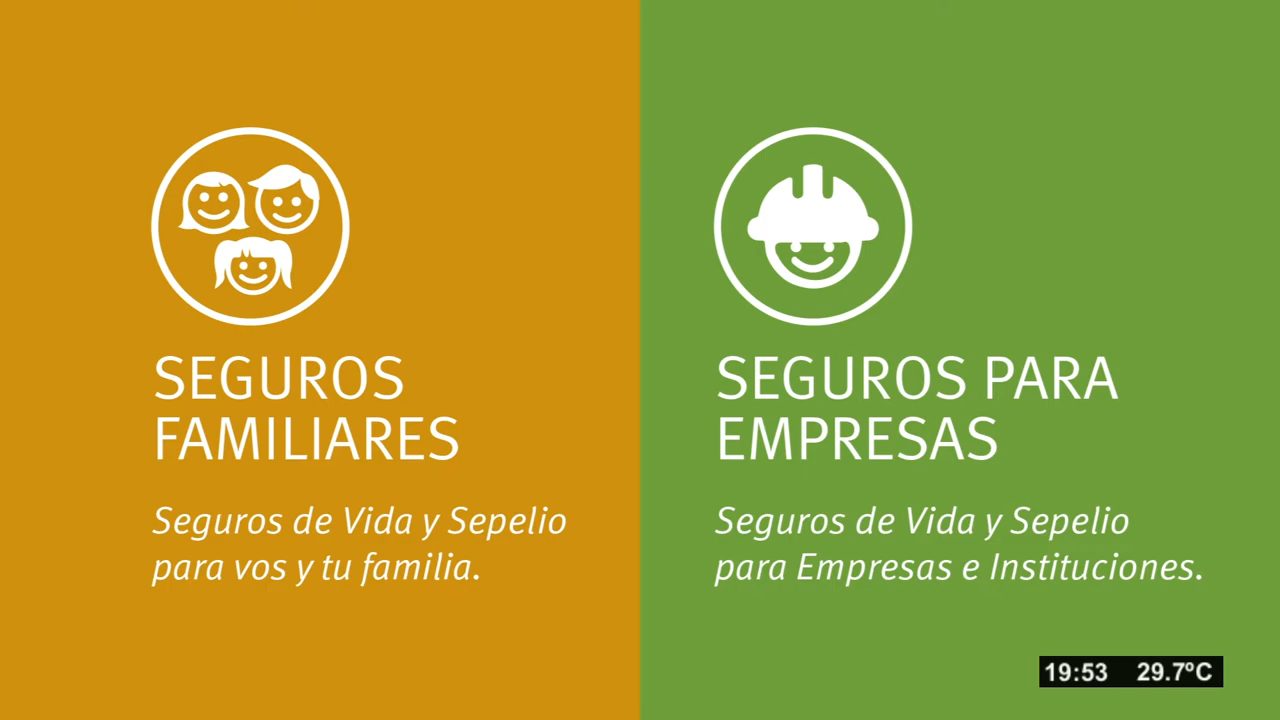 SEGUROS
FAMILIARES
Seguros de Vida y Sepelio
para vos y tu familia.
SEGUROS PARA
EMPRESAS
Seguros de Vida y Sepelio
para Empresas e Instituciones.
19:53 29.7ºC